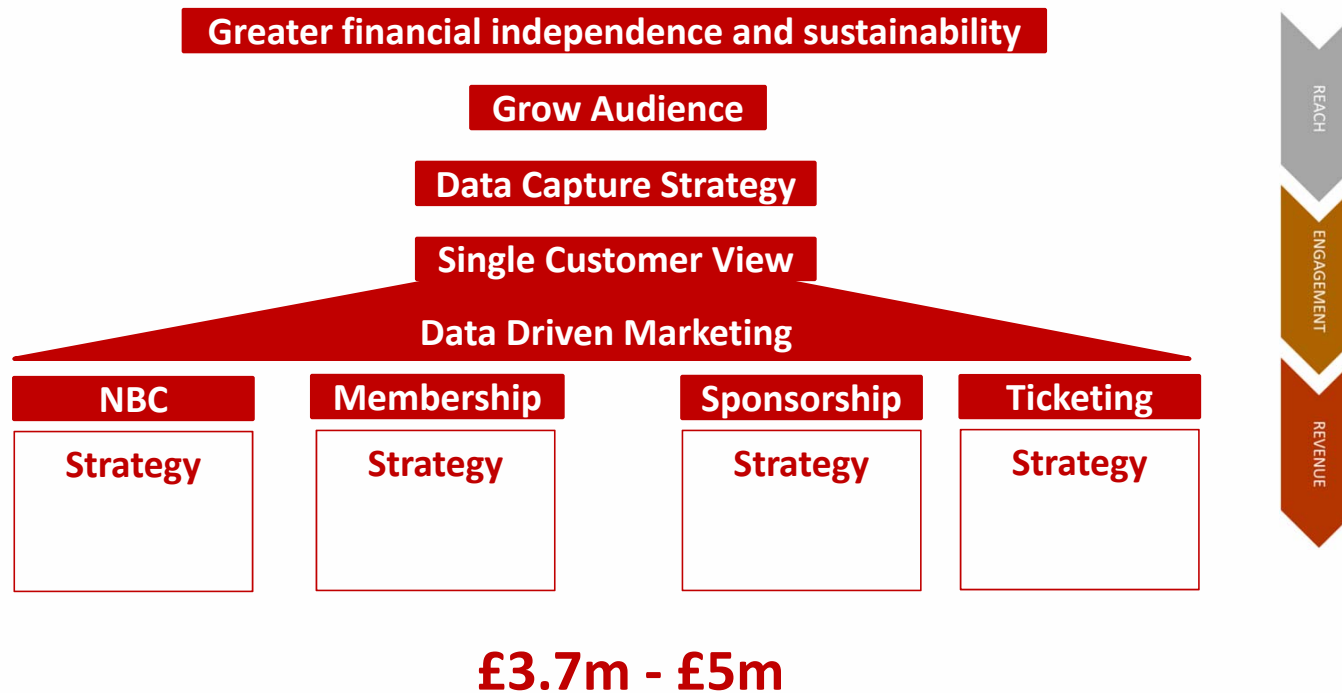 Greater financial independence and sustainability
Grow Audience
Data Capture Strategy
Single Customer View
Data Driven Marketing
NBC
Membership
Sponsorship
Ticketing
Strategy
Strategy
Strategy
Strategy
£3.7m - £5m
REACH
ENGAGEMENT
REVENUE